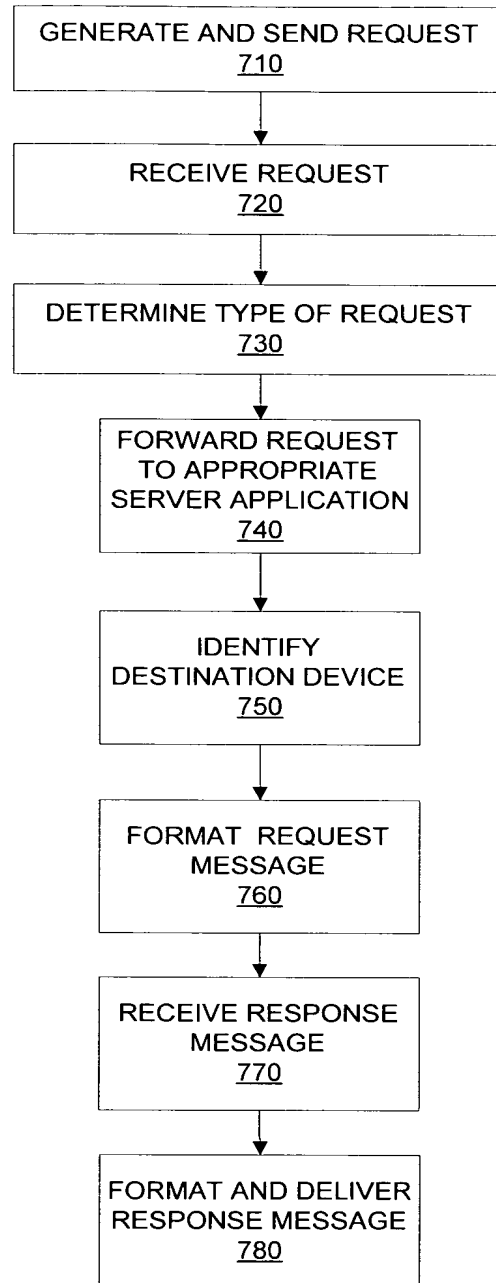 GENERATE AND SEND REQUEST
710
RECEIVE REQUEST
720
DETERMINE TYPE OF REQUEST
730
FORWARD REQUEST
TO APPROPRIATE
SERVER APPLICATION
740
IDENTIFY
DESTINATION DEVICE
750
FORMAT REQUEST
MESSAGE
760
RECEIVE RESPONSE
MESSAGE
770
FORMAT AND DELIVER
RESPONSE MESSAGE
780